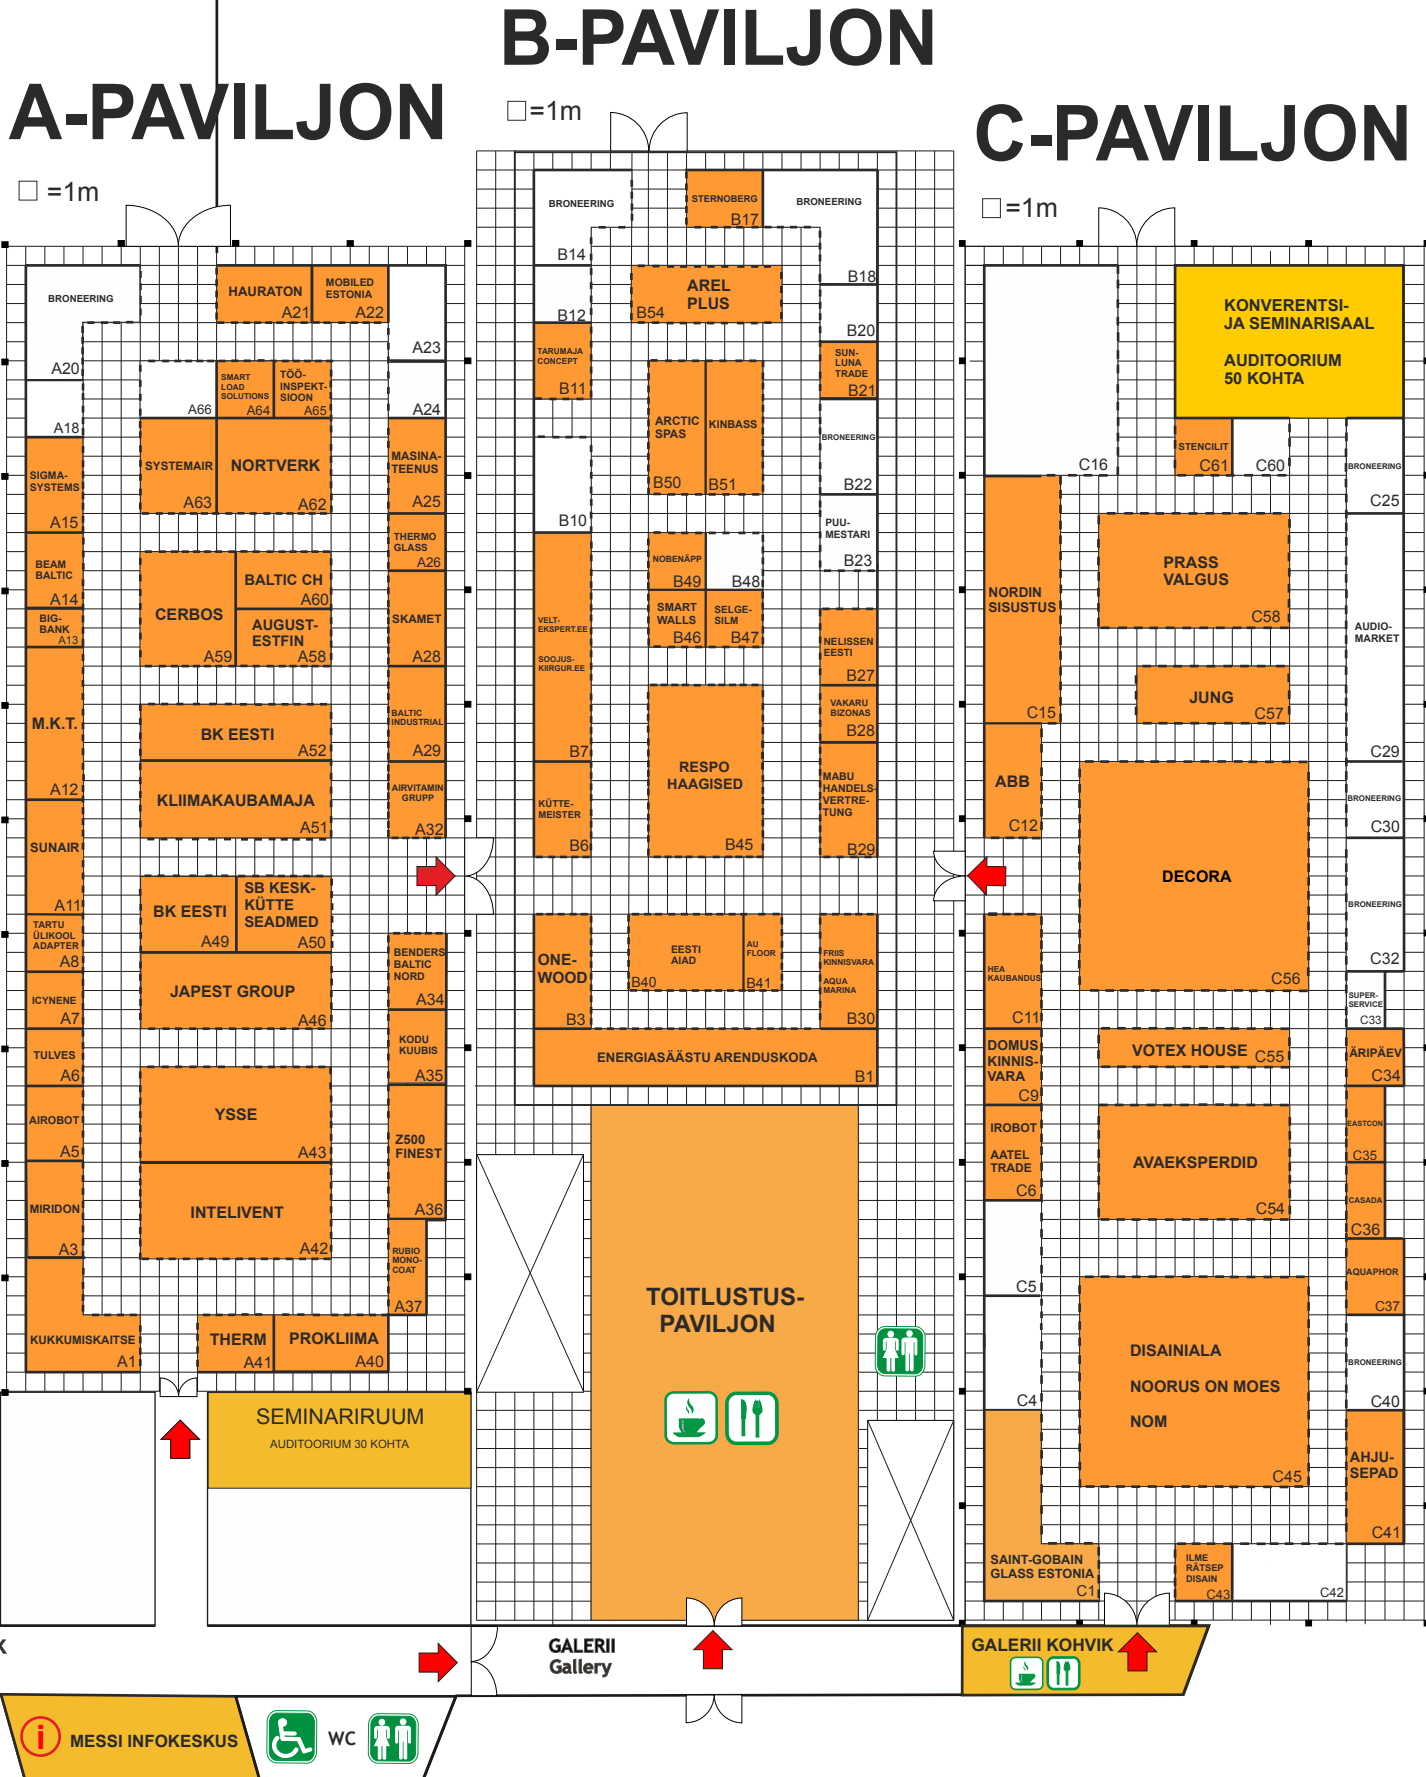 B-PAVILJON
=1m
A-PAVILJON
=1m
C-PAVILJON
=1m
BRONEERING
A20
HAURATON
A21
MOBILED
ESTONIA
A22
A23
A24
A18
A66
SMART
LOAD
SOLUTIONS
A64
TÖÖ-
INSPEKT-
SIOON
A65
SYSTEMAIR
A63
NORTVERK
A62
MASINA-
TEENUS
A25
SIGMA-
SYSTEMS
A15
THERMO
GLASS
A26
BEAM
BALTIC
A14
CERBOS
A59
BALTIC CH
A60
AUGUST-
ESTFIN
A58
SKAMET
A28
BIG-
BANK
A13
M.K.T.
A12
BK EESTI
A52
BALTIC
INDUSTRIAL
A29
KLIIMAKAUBAMAJA
A51
AIRVITAMIN
GRUPP
A32
SUNAIR
A11
BK EESTI
A49
SB KESK-
KÜTTE
SEADMED
A50
TARTU
ÜLIKOOL
ADAPTER
A8
BENDERS
BALTIC
NORD
A34
JAPEST GROUP
A46
ICYNENE
A7
KODU
KUUBIS
A35
TULVES
A6
YSSE
A43
AIROBOT
A5
Z500
FINEST
A36
MIRIDON
A3
INTELIVENT
A42
RUBIO
MONO-
COAT
A37
KUKKUMISKAITSE
A1
THERM
A41
PROKLIIMA
A40
SEMINARIRUUM
AUDITOORIUM 30 KOHTA
BRONEERING
B14
STERNOBERG
B17
BRONEERING
B18
B12
AREL
PLUS
B54
B20
TARUMAJA
CONCEPT
B11
SUN-
LUNA
TRADE
B21
ARCTIC
SPAS
B50
KINBASS
B51
BRONEERING
B22
B10
PUU-
MESTARI
B23
NOBENÄPP
B49
B48
SMART
WALLS
B46
SELGE-
SILM
B47
VELT-
EKSPERT.EE
SOOJUS-
KIIRGUR.EE
B7
NELISSEN
EESTI
B27
VAKARU
BIZONAS
B28
RESPO
HAAGISED
B45
MABU
HANDELS-
VERTRE-
TUNG
B29
KÜTTE-
MEISTER
B6
ONE-
WOOD
B3
EESTI
AIAD
B40
AU
FLOOR
B41
FRIIS
KINNISVARA
AQUA
MARINA
B30
ENERGIASÄÄSTU ARENDUSKODA
B1
TOITLUSTUS-
PAVILJON
C16
KONVERENTSI-
JA SEMINARISAAL
AUDITOORIUM
50 KOHTA
STENCILIT
C61
C60
BRONEERING
C25
NORDIN
SISUSTUS
C15
PRASS
VALGUS
C58
AUDIO-
MARKET
C29
JUNG
C57
ABB
C12
DECORA
C56
BRONEERING
C30
BRONEERING
C32
HEA
KAUBANDUS
C11
SUPER-
SERVICE
C33
DOMUS
KINNIS-
VARA
C9
VOTEX HOUSE
C55
ÄRIPÄEV
C34
IROBOT
AATEL
TRADE
C6
AVAEKSPERDID
C54
EASTCON
C35
CASADA
C36
C5
AQUAPHOR
C37
C4
DISAINIALA
NOORUS ON MOES
NOM
C45
BRONEERING
C40
AHJU-
SEPAD
C41
SAINT-GOBAIN
GLASS ESTONIA
C1
ILME
RÄTSEP
DISAIN
C43
C42
GALERII
Gallery
GALERII KOHVIK
K
i
MESSI INFOKESKUS
WC